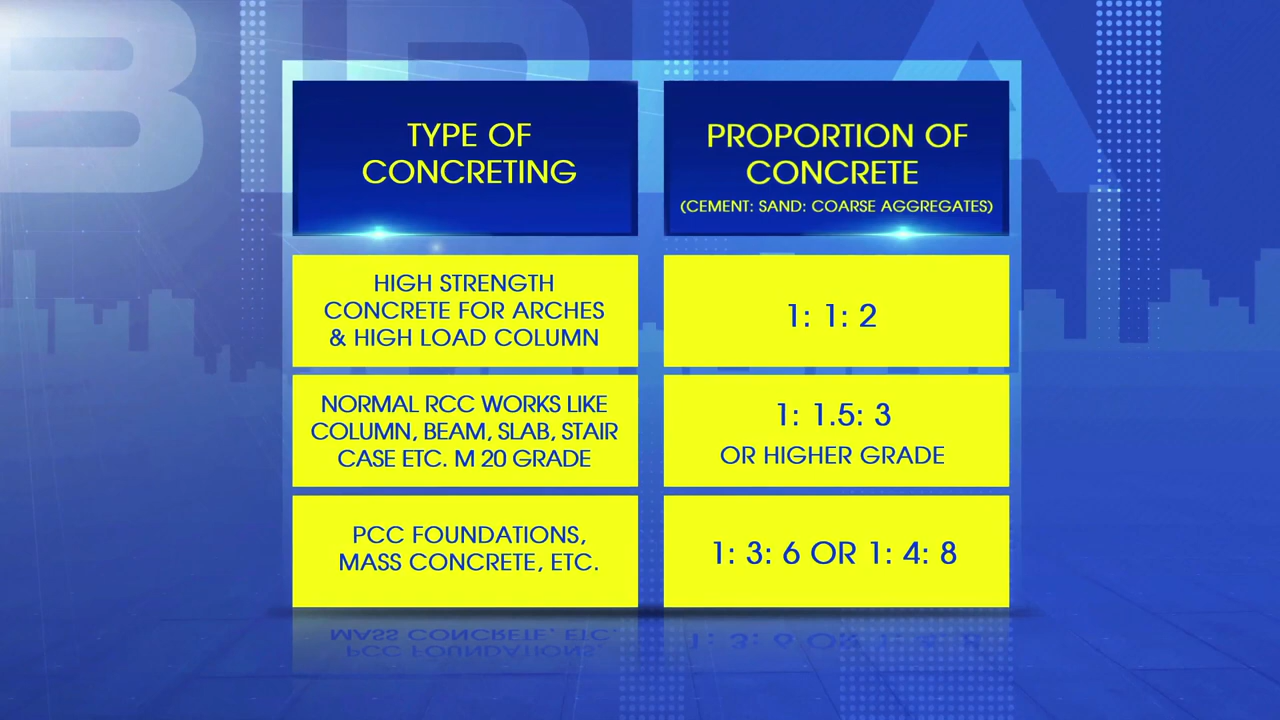 BIRLA
TYPE OF
CONCRETING
PROPORTION OF
CONCRETE
(CEMENT: SAND: COARSE AGGREGATES)
HIGH STRENGTH
CONCRETE FOR ARCHES
& HIGH LOAD COLUMN
1: 1: 2
NORMAL RCC WORKS LIKE
COLUMN, BEAM, SLAB, STAIR
CASE ETC. M 20 GRADE
1: 1.5: 3
OR HIGHER GRADE
PCC FOUNDATIONS,
MASS CONCRETE, ETC.
1: 3: 6 OR 1: 4: 8